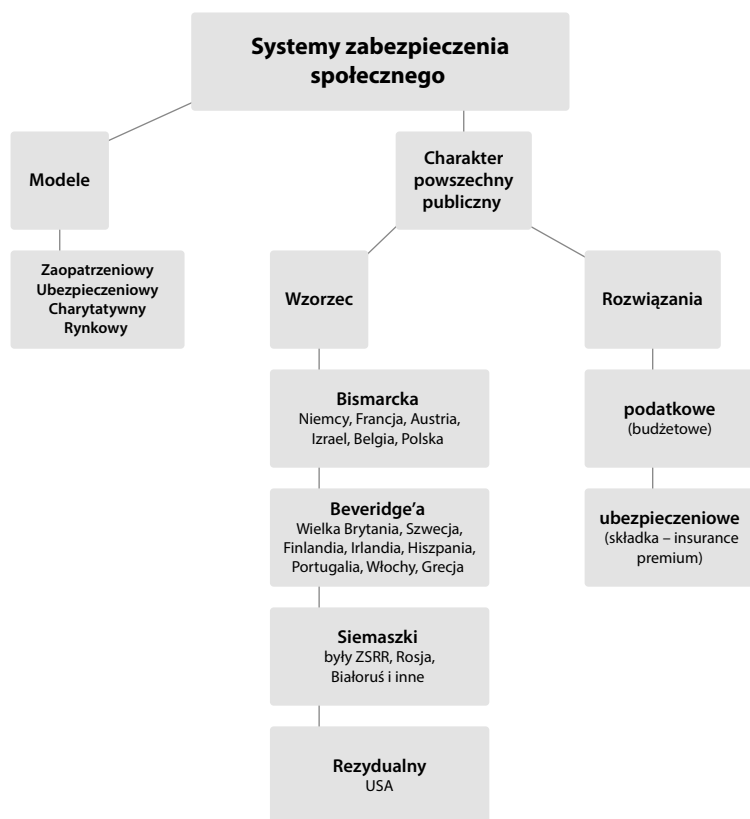 Systemy zabezpieczenia
społecznego
Modele
Charakter
powszechny
publiczny
Zaopatrzeniowy
Ubezpieczeniowy
Charytatywny
Rynkowy
Wzorzec
Rozwiązania
Bismarcka
Niemcy, Francja, Austria,
Izrael, Belgia, Polska
podatkowe
(budżetowe)
Beveridge’a
Wielka Brytania, Szwecja,
Finlandia, Irlandia, Hiszpania,
Portugalia, Włochy, Grecja
ubezpieczeniowe
(składka – insurance
premium)
Siemaszki
były ZSRR, Rosja,
Białoruś i inne
Rezydualny
USA